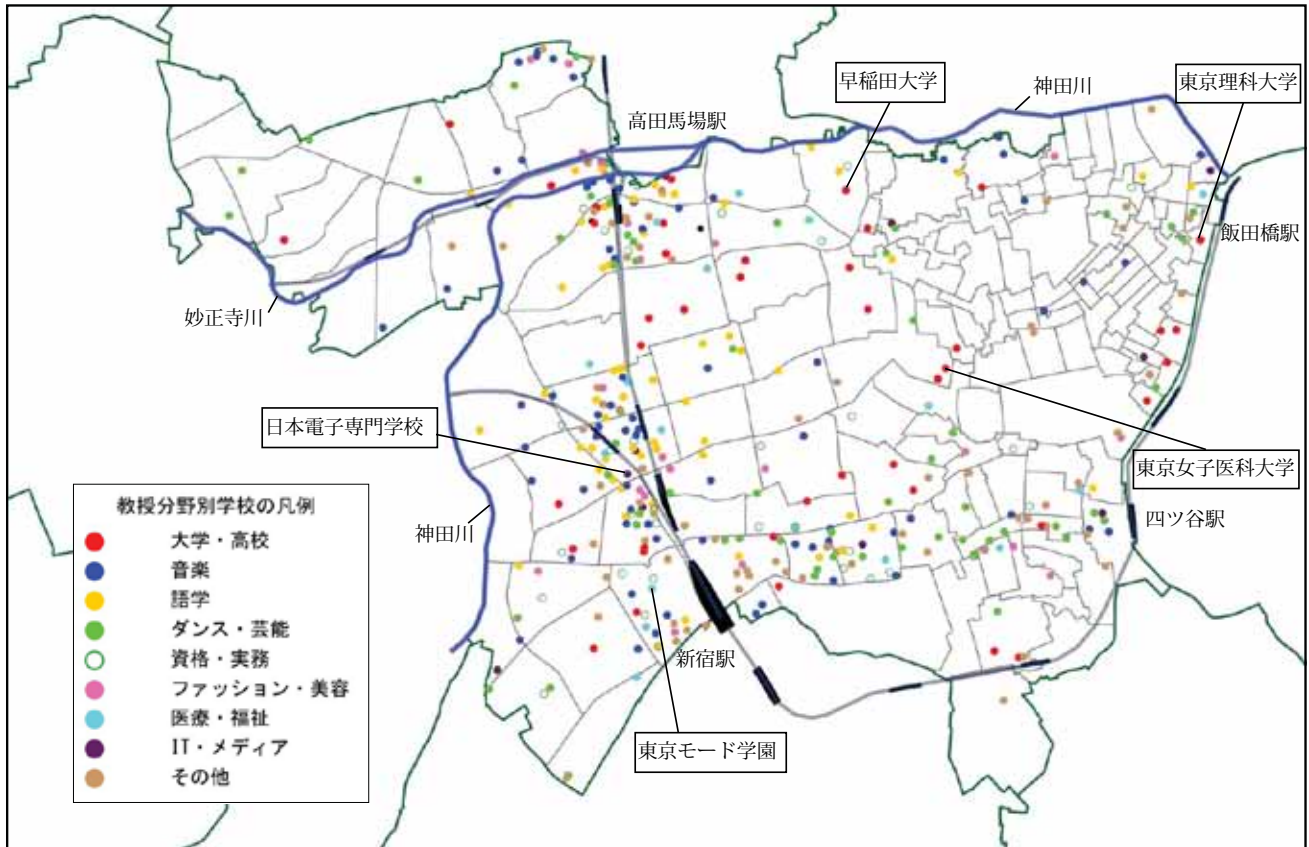 早稲田大学
神田川
東京理科大学
高田馬場駅
飯田橋駅
妙正寺川
日本電子専門学校
東京女子医科大学
神田川
四ツ谷駅
新宿駅
東京モード学園
教授分野別学校の凡例
大学・高校
音楽
語学
ダンス・芸能
資格・実務
ファッション・美容
医療・福祉
IT・メディア
その他